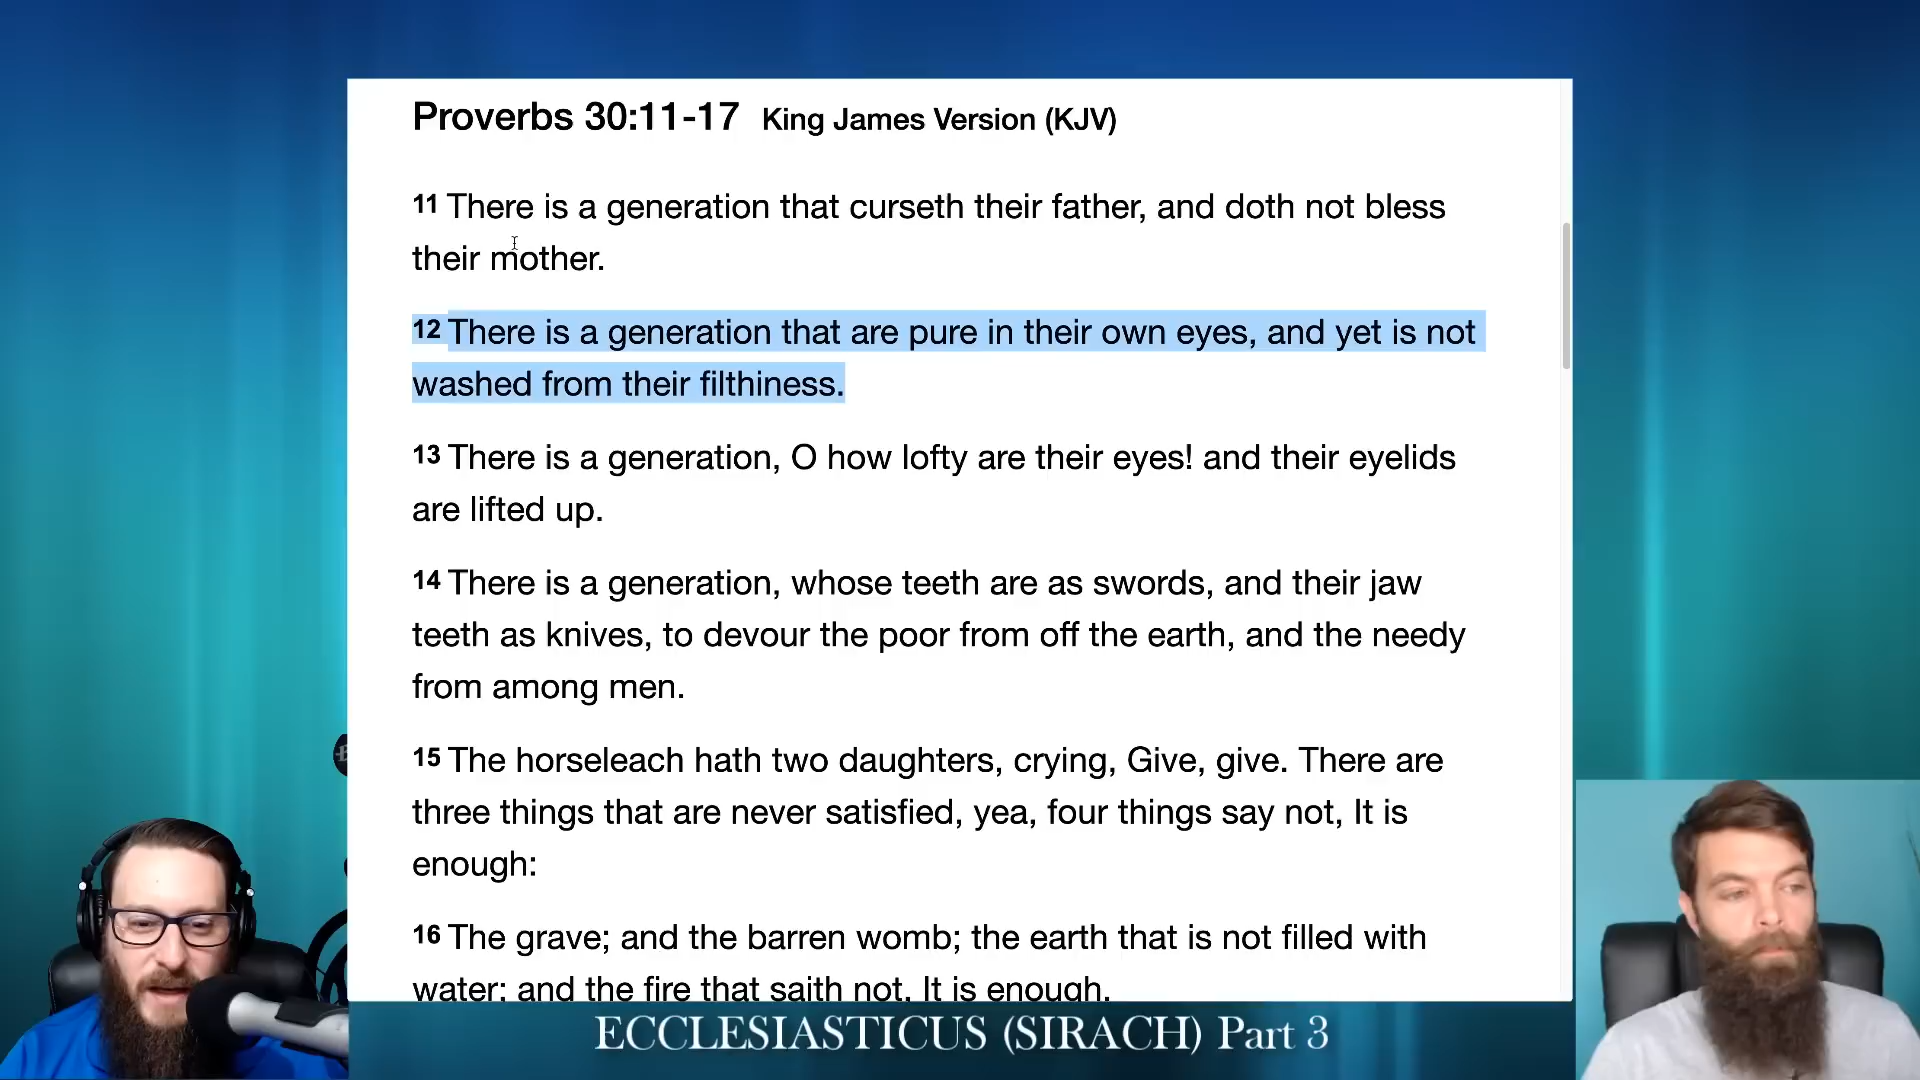 Proverbs 30:11-17 King James Version (KJV)
11 There is a generation that curseth their father, and doth not bless
their mother.
12 There is a generation that are pure in their own eyes, and yet is not
washed from their filthiness.
13 There is a generation, O how lofty are their eyes! and their eyelids
are lifted up.
14 There is a generation, whose teeth are as swords, and their jaw
teeth as knives, to devour the poor from off the earth, and the needy
from among men.
15 The horseleach hath two daughters, crying, Give, give. There are
three things that are never satisfied, yea, four things say not, It is
enough:
16 The grave; and the barren womb; the earth that is not filled with
water; and the fire that saith not, It is enough.
ECCLESIASTICUS (SIRACH) Part 3